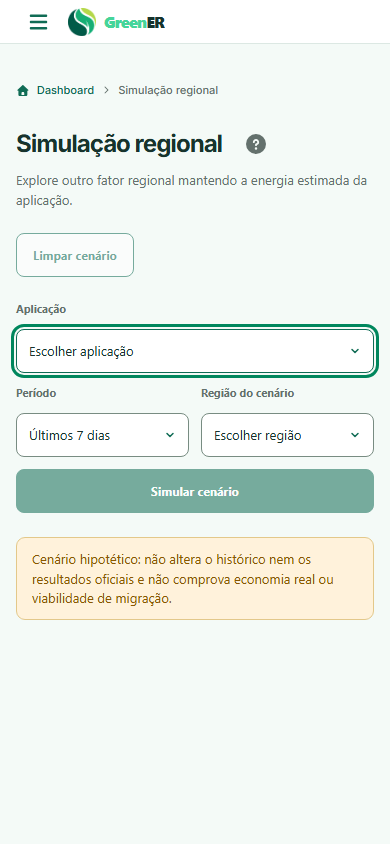 GreenER
Dashboard > Simulação regional
Simulação regional ?
Explore outro fator regional mantendo a energia estimada da
aplicação.
Limpar cenário
Aplicação
Escolher aplicação
Período Região do cenário
Últimos 7 dias Escolher região
Simular cenário
Cenário hipotético: não altera o histórico nem os
resultados oficiais e não comprova economia real ou
viabilidade de migração.